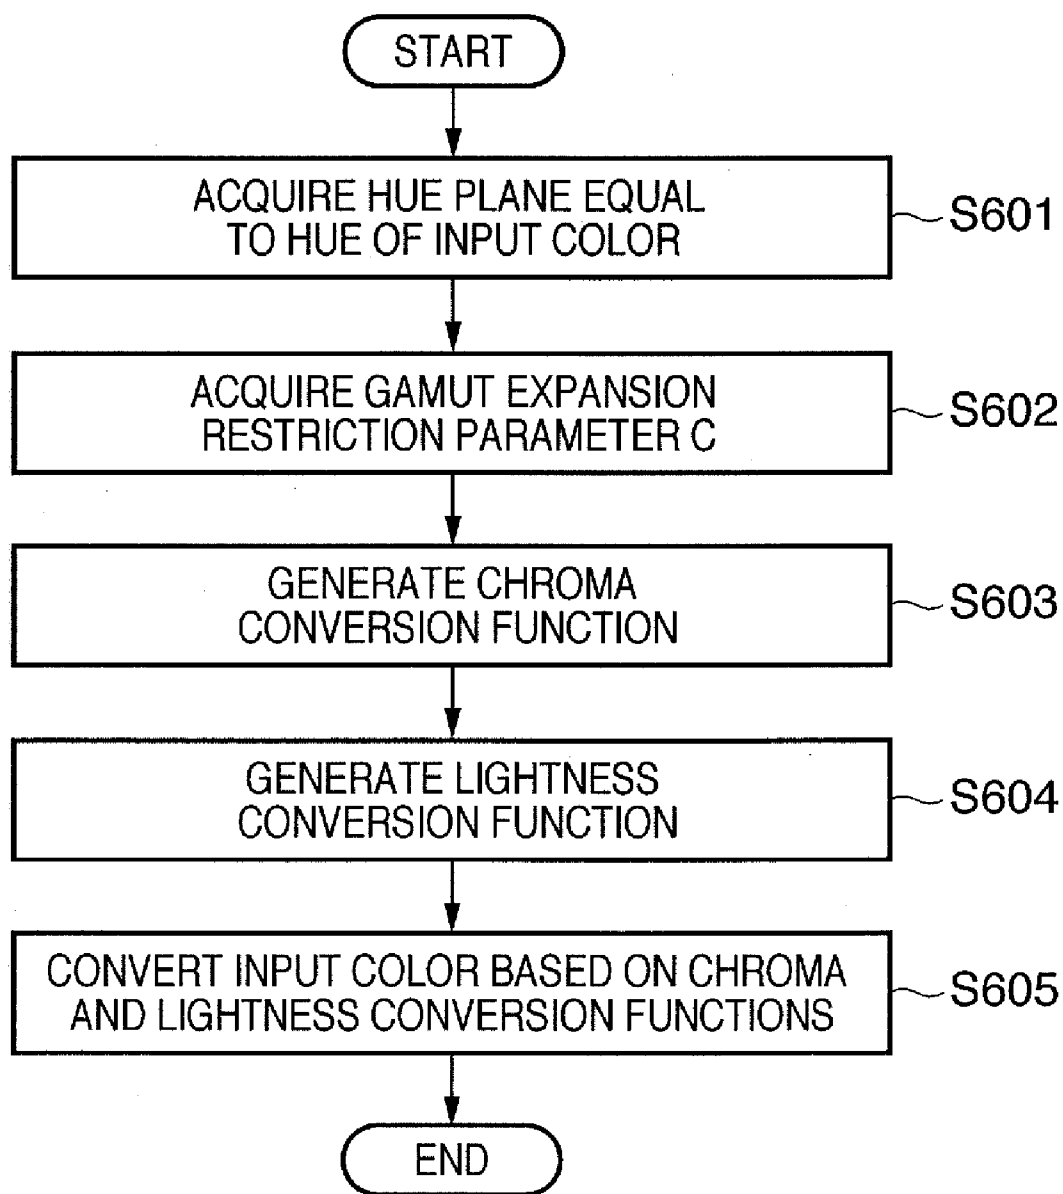 START
ACQUIRE HUE PLANE EQUAL
TO HUE OF INPUT COLOR
S601
ACQUIRE GAMUT EXPANSION
RESTRICTION PARAMETER C
S602
GENERATE CHROMA
CONVERSION FUNCTION
S603
GENERATE LIGHTNESS
CONVERSION FUNCTION
S604
CONVERT INPUT COLOR BASED ON CHROMA
AND LIGHTNESS CONVERSION FUNCTIONS
S605
END